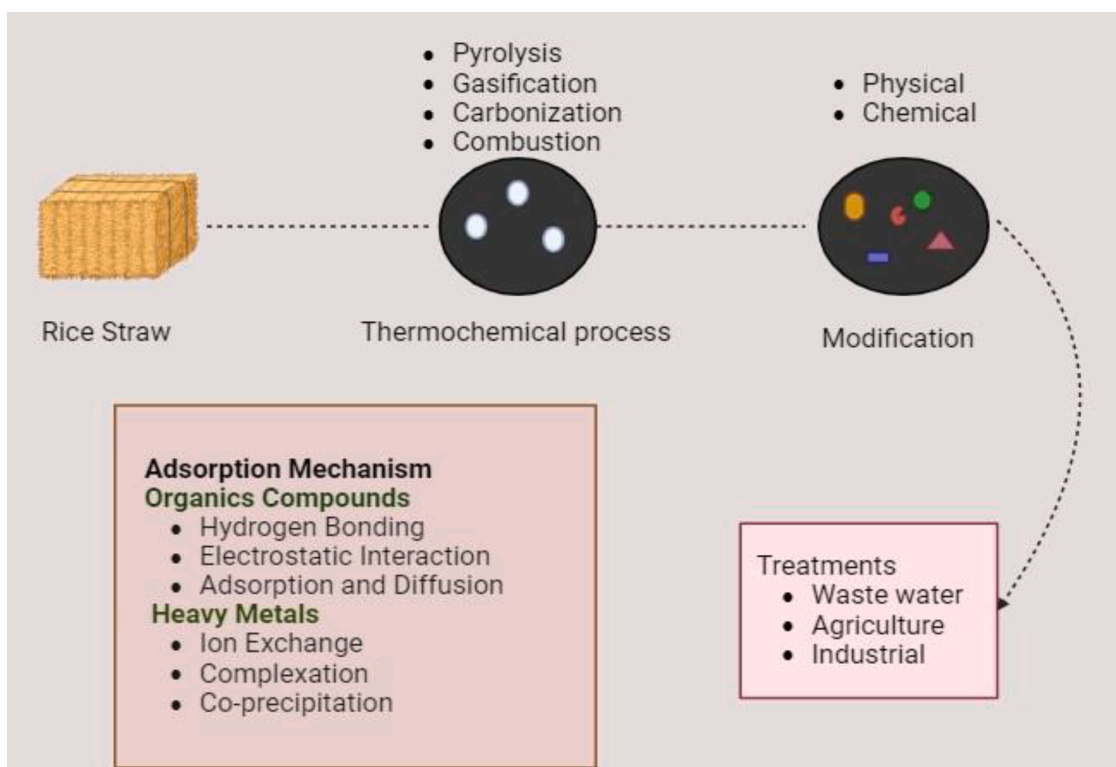 • Pyrolysis
• Gasification
• Carbonization
• Combustion
• Physical
• Chemical
Rice Straw
Thermochemical process
Modification
Adsorption Mechanism
Organics Compounds
• Hydrogen Bonding
• Electrostatic Interaction
• Adsorption and Diffusion
Heavy Metals
• Ion Exchange
• Complexation
• Co-precipitation
Treatments
• Waste water
• Agriculture
• Industrial